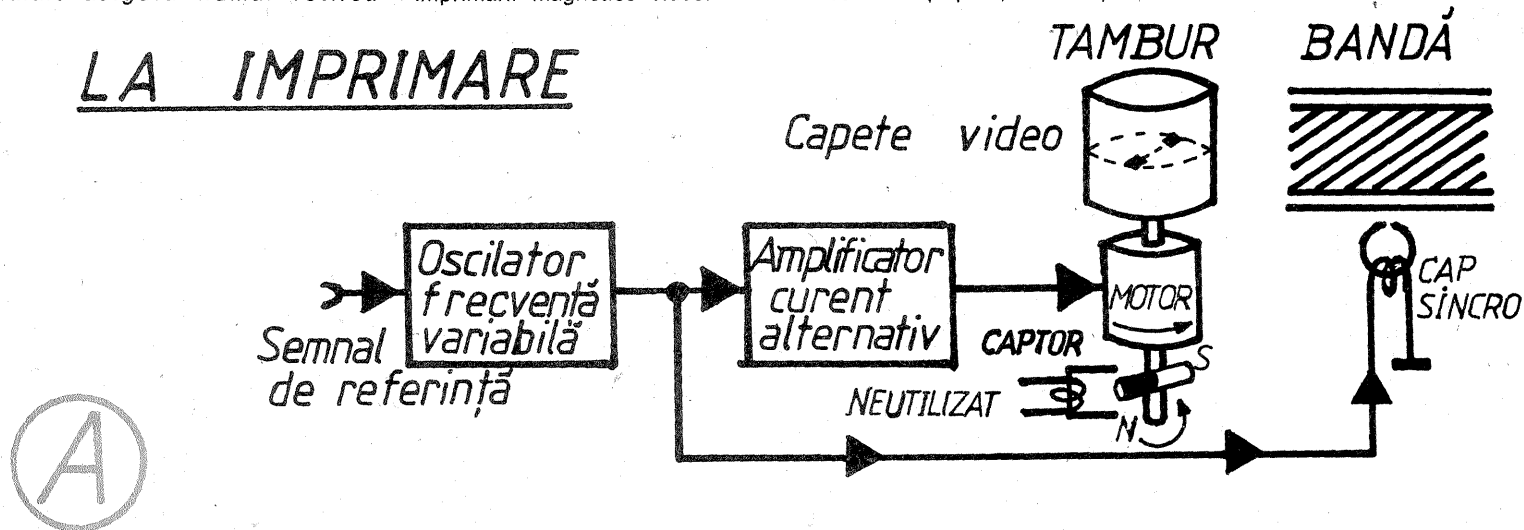 LA IMPRIMARE
TAMBUR
BANDĂ
Capete video
Oscilator
frecvență
variabilă
Amplificator
curent
alternativ
MOTOR
CAP
SINCRO
Semnal
de referință
CAPTOR
NEUTILIZAT
S
N
A